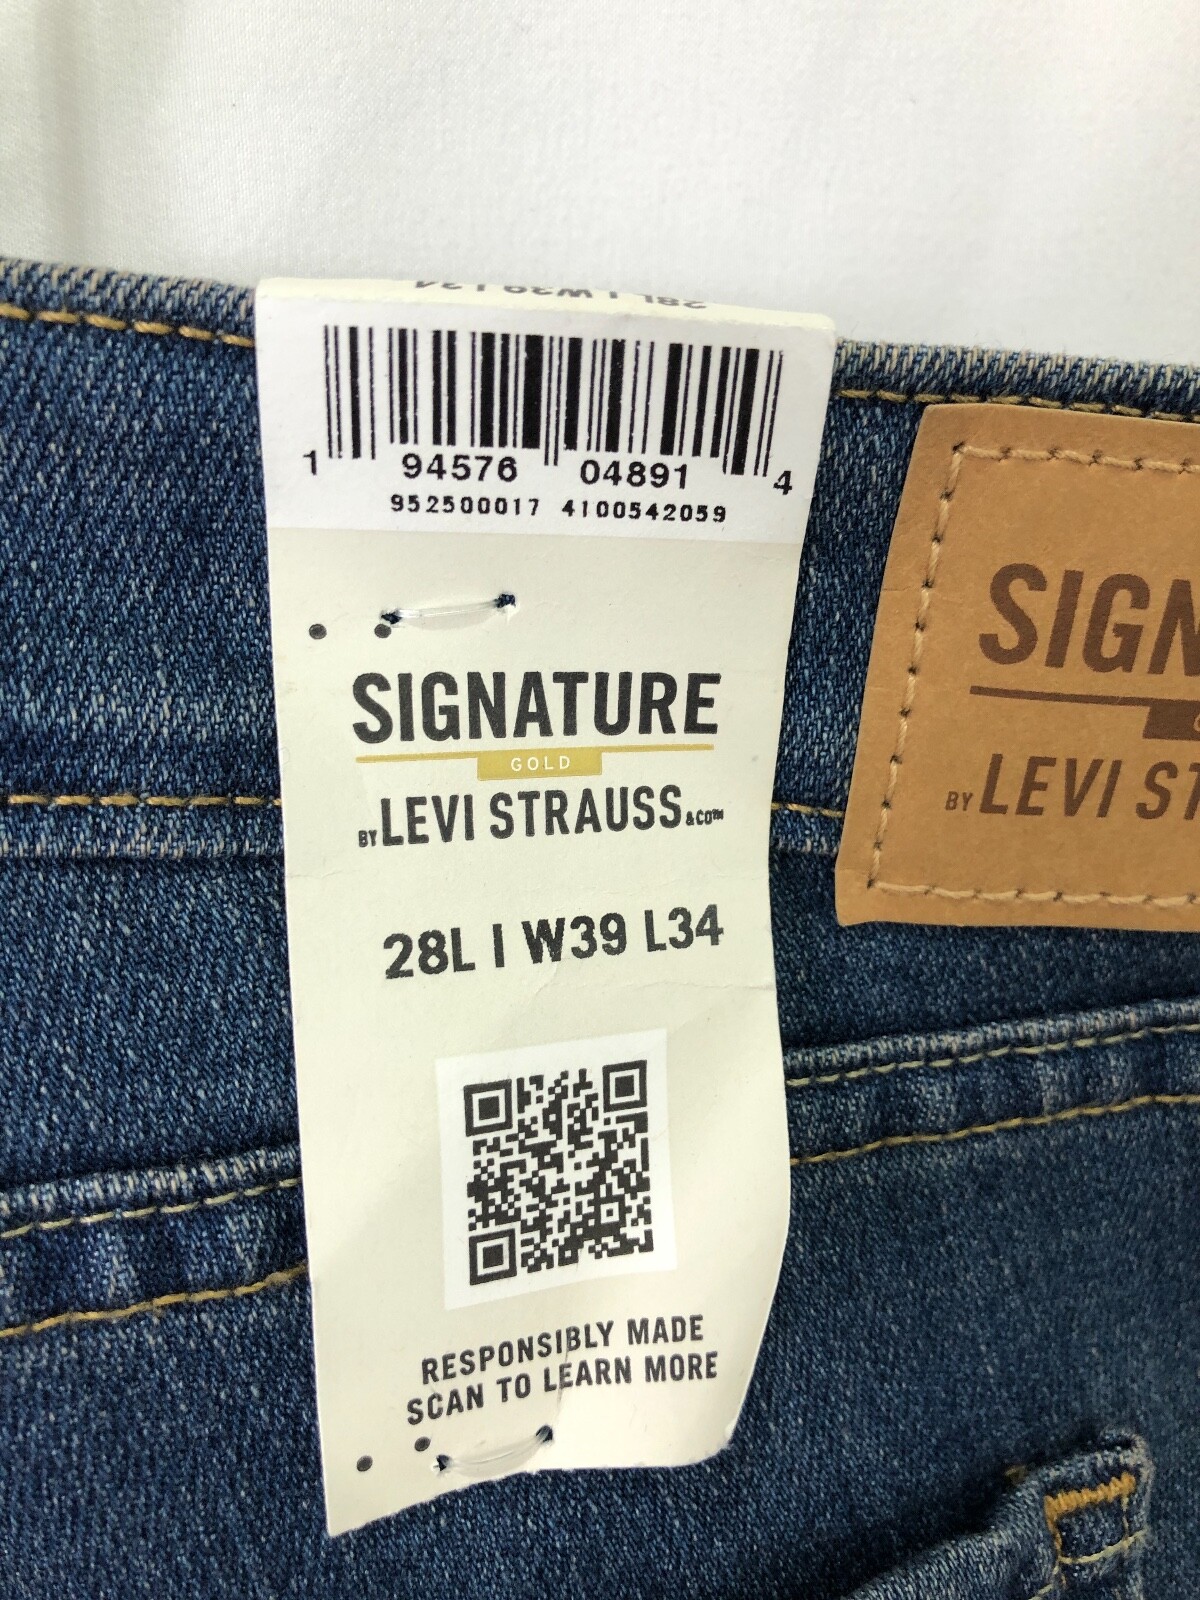 28L | W39 L34
1 94576 04891 4
952500017 4100542059
SIGNATURE
GOLD
BY LEVI STRAUSS & CO™
28L | W39 L34
RESPONSIBLY MADE
SCAN TO LEARN MORE
SIGN
BY LEVI ST